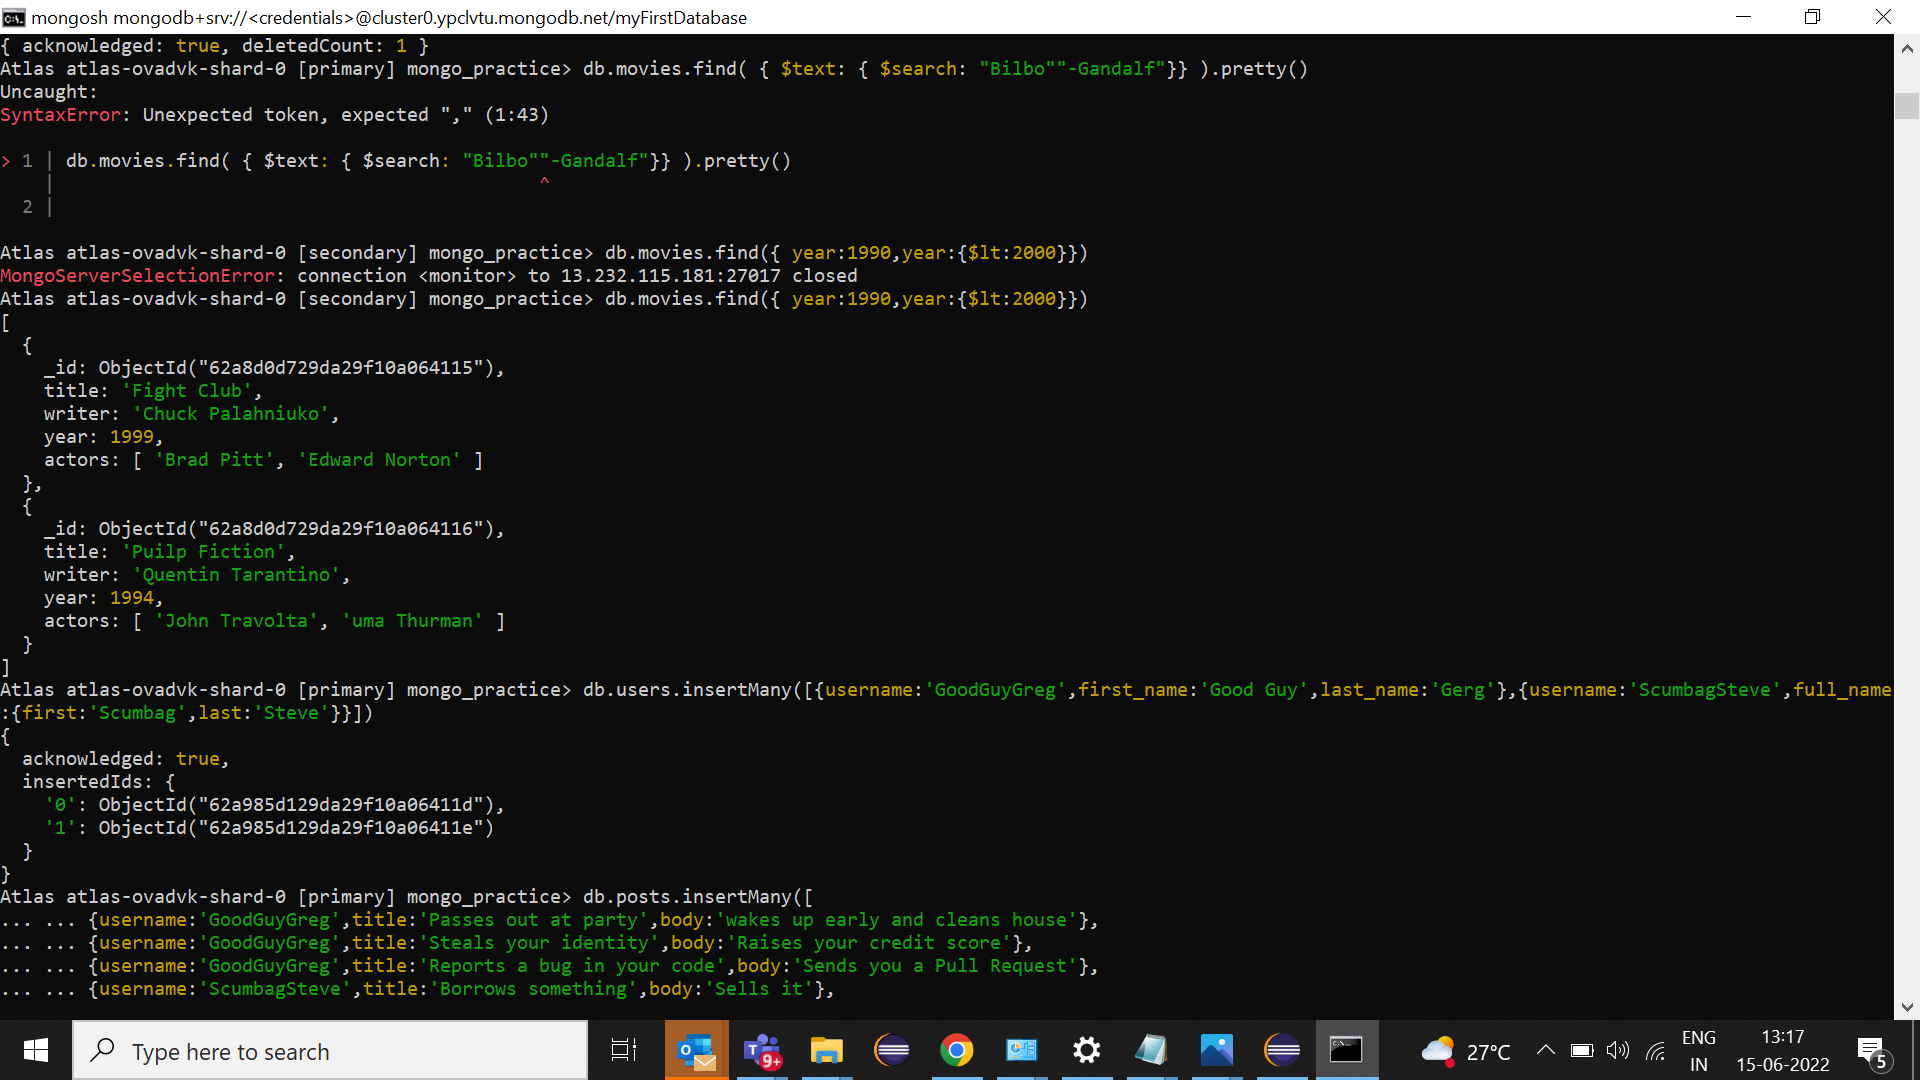 mongosh mongodb+srv://<credentials>@cluster0.ypclvtu.mongodb.net/myFirstDatabase
{ acknowledged: true, deletedCount: 1 }
Atlas atlas-ovadvk-shard-0 [primary] mongo_practice> db.movies.find( { $text: { $search: "Bilbo""-Gandalf"}} ).pretty()
Uncaught:
SyntaxError: Unexpected token, expected "," (1:43)
> 1 | db.movies.find( { $text: { $search: "Bilbo""-Gandalf"}} ).pretty()
| ^
2 |
Atlas atlas-ovadvk-shard-0 [secondary] mongo_practice> db.movies.find({ year:1990,year:{$lt:2000}})
MongoServerSelectionError: connection <monitor> to 13.232.115.181:27017 closed
Atlas atlas-ovadvk-shard-0 [secondary] mongo_practice> db.movies.find({ year:1990,year:{$lt:2000}})
[
{
_id: ObjectId("62a8d0d729da29f10a064115"),
title: 'Fight Club',
writer: 'Chuck Palahniuko',
year: 1999,
actors: [ 'Brad Pitt', 'Edward Norton' ]
},
{
_id: ObjectId("62a8d0d729da29f10a064116"),
title: 'Puilp Fiction',
writer: 'Quentin Tarantino',
year: 1994,
actors: [ 'John Travolta', 'uma Thurman' ]
}
]
Atlas atlas-ovadvk-shard-0 [primary] mongo_practice> db.users.insertMany([{username:'GoodGuyGreg',first_name:'Good Guy',last_name:'Gerg'},{username:'ScumbagSteve',full_name
:{first:'Scumbag',last:'Steve'}}])
{
acknowledged: true,
insertedIds: {
'0': ObjectId("62a985d129da29f10a06411d"),
'1': ObjectId("62a985d129da29f10a06411e")
}
}
Atlas atlas-ovadvk-shard-0 [primary] mongo_practice> db.posts.insertMany([
... ... {username:'GoodGuyGreg',title:'Passes out at party',body:'wakes up early and cleans house'},
... ... {username:'GoodGuyGreg',title:'Steals your identity',body:'Raises your credit score'},
... ... {username:'GoodGuyGreg',title:'Reports a bug in your code',body:'Sends you a Pull Request'},
... ... {username:'ScumbagSteve',title:'Borrows something',body:'Sells it'},
Type here to search
9+
27°C
ENG
IN
13:17
15-06-2022
5